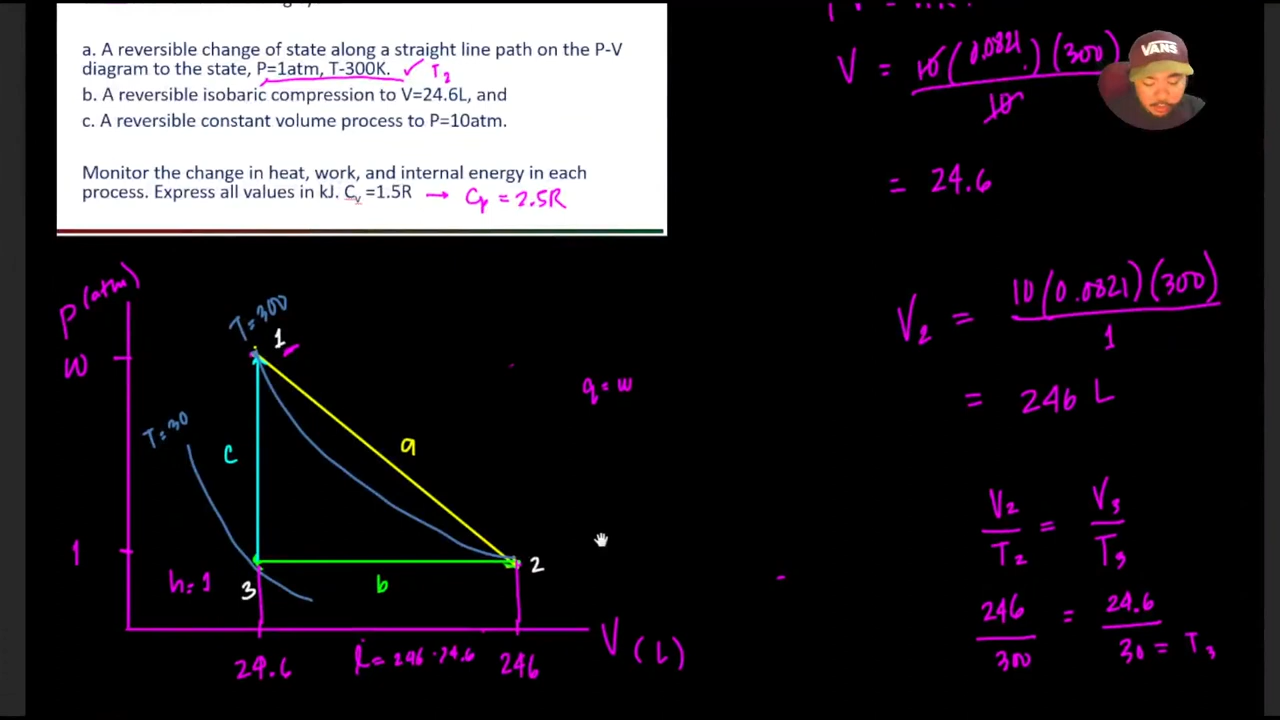 a. A reversible change of state along a straight line path on the P-V
diagram to the state, P=1atm, T-300K. ✓ T₂
b. A reversible isobaric compression to V=24.6L, and
c. A reversible constant volume process to P=10atm.
Monitor the change in heat, work, and internal energy in each
process. Express all values in kJ. Cᵥ =1.5R → Cp = 2.5R
V = 10(0.0821)(300)
10
= 24.6
VANS
V₂ = 10(0.0821)(300)
1
= 246 L
V₂ = V₃
T₂ T₃
246 = 24.6
300 30 = T₃
P(atm)
10
1
T=300
1
T=30
c
a
q = w
h=1
3
b
2
24.6
246
V (L)